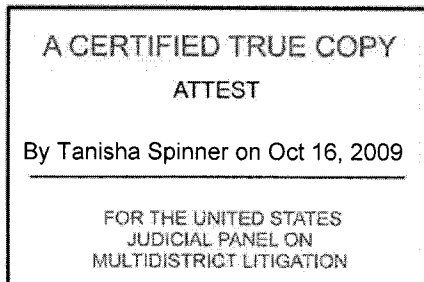 A CERTIFIED TRUE COPY
ATTEST
By Tanisha Spinner on Oct 16, 2009
FOR THE UNITED STATES
JUDICIAL PANEL ON
MULTIDISTRICT LITIGATION